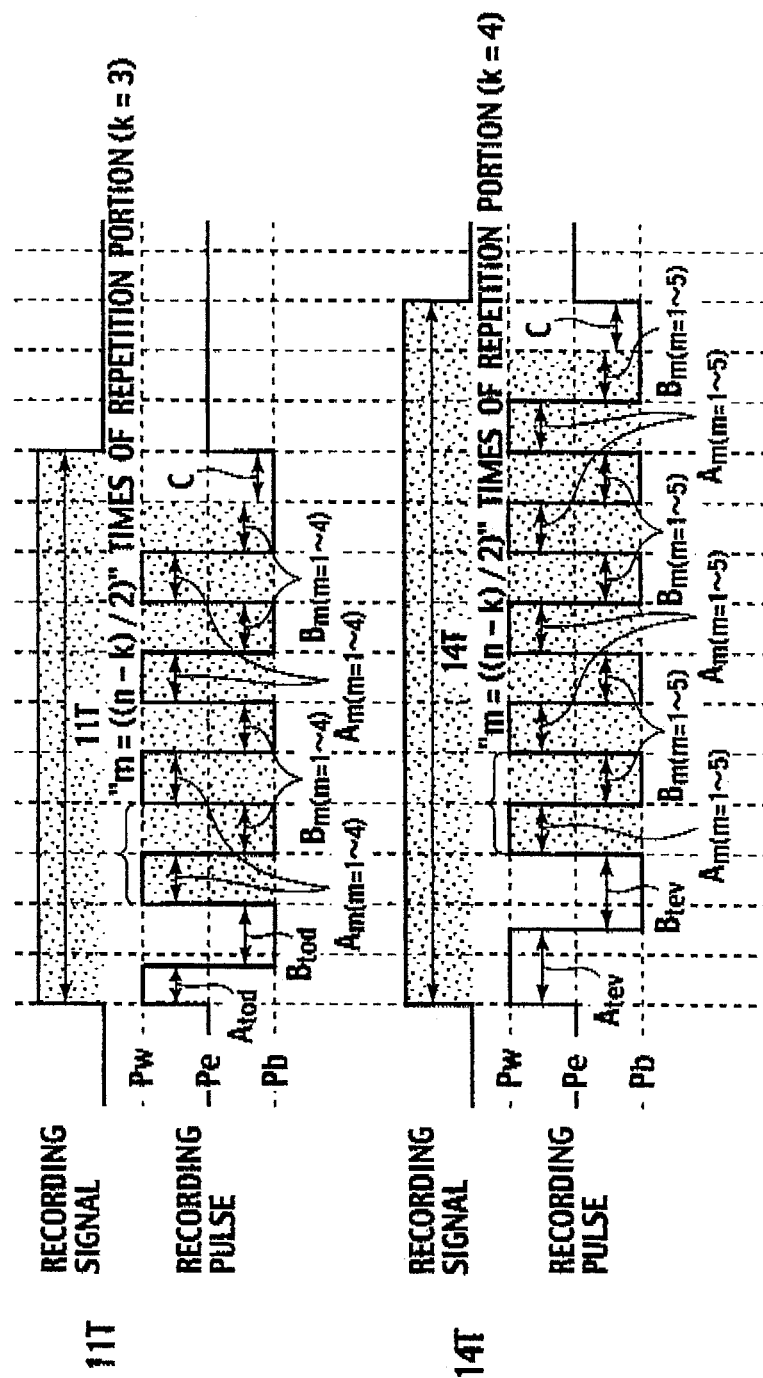 11T
RECORDING
SIGNAL
11T
"m = ((n - k) / 2)" TIMES OF REPETITION PORTION (k = 3)
RECORDING
PULSE
Pw
Pe
Pb
Atod
Btod
Am(m=1~4)
Bm(m=1~4)
Am(m=1~4)
Bm(m=1~4)
C
14T
RECORDING
SIGNAL
14T
"m = ((n - k) / 2)" TIMES OF REPETITION PORTION (k = 4)
RECORDING
PULSE
Pw
Pe
Pb
Atev
Btev
Am(m=1~5)
Bm(m=1~5)
Am(m=1~5)
Bm(m=1~5)
Am(m=1~5)
Bm(m=1~5)
C